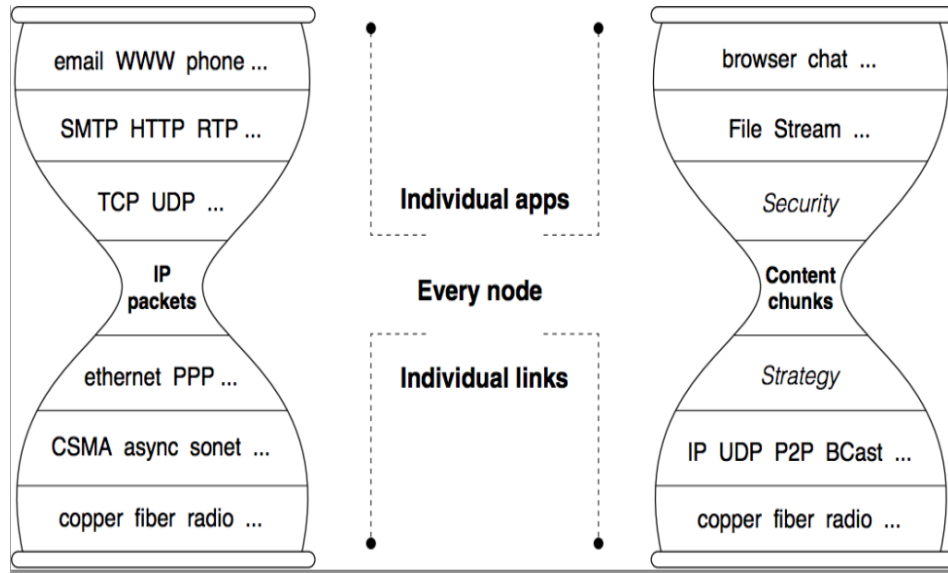 email WWW phone ...
SMTP HTTP RTP ...
TCP UDP ...
IP
packets
ethernet PPP ...
CSMA async sonet ...
copper fiber radio ...
Individual apps
Every node
Individual links
browser chat ...
File Stream ...
Security
Content
chunks
Strategy
IP UDP P2P BCast ...
copper fiber radio ...